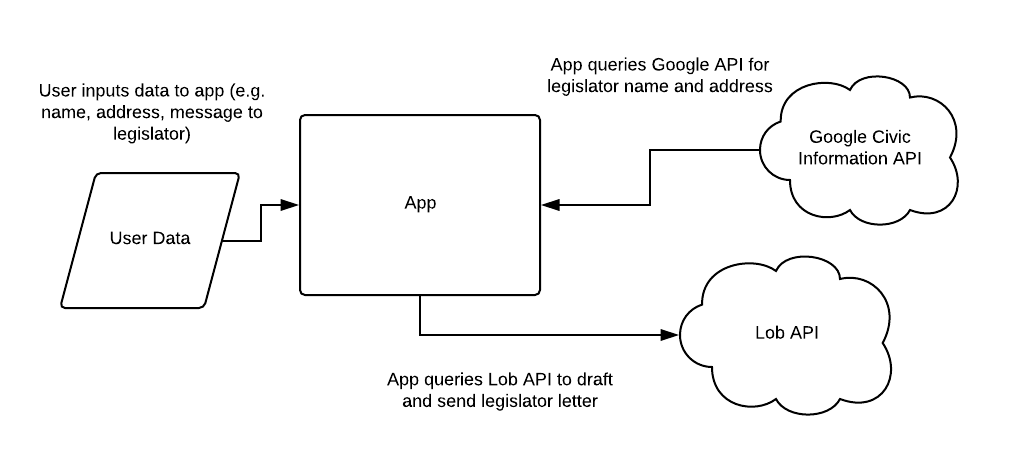 User inputs data to app (e.g.
name, address, message to
legislator)
User Data
App
App queries Google API for
legislator name and address
Google Civic
Information API
Lob API
App queries Lob API to draft
and send legislator letter